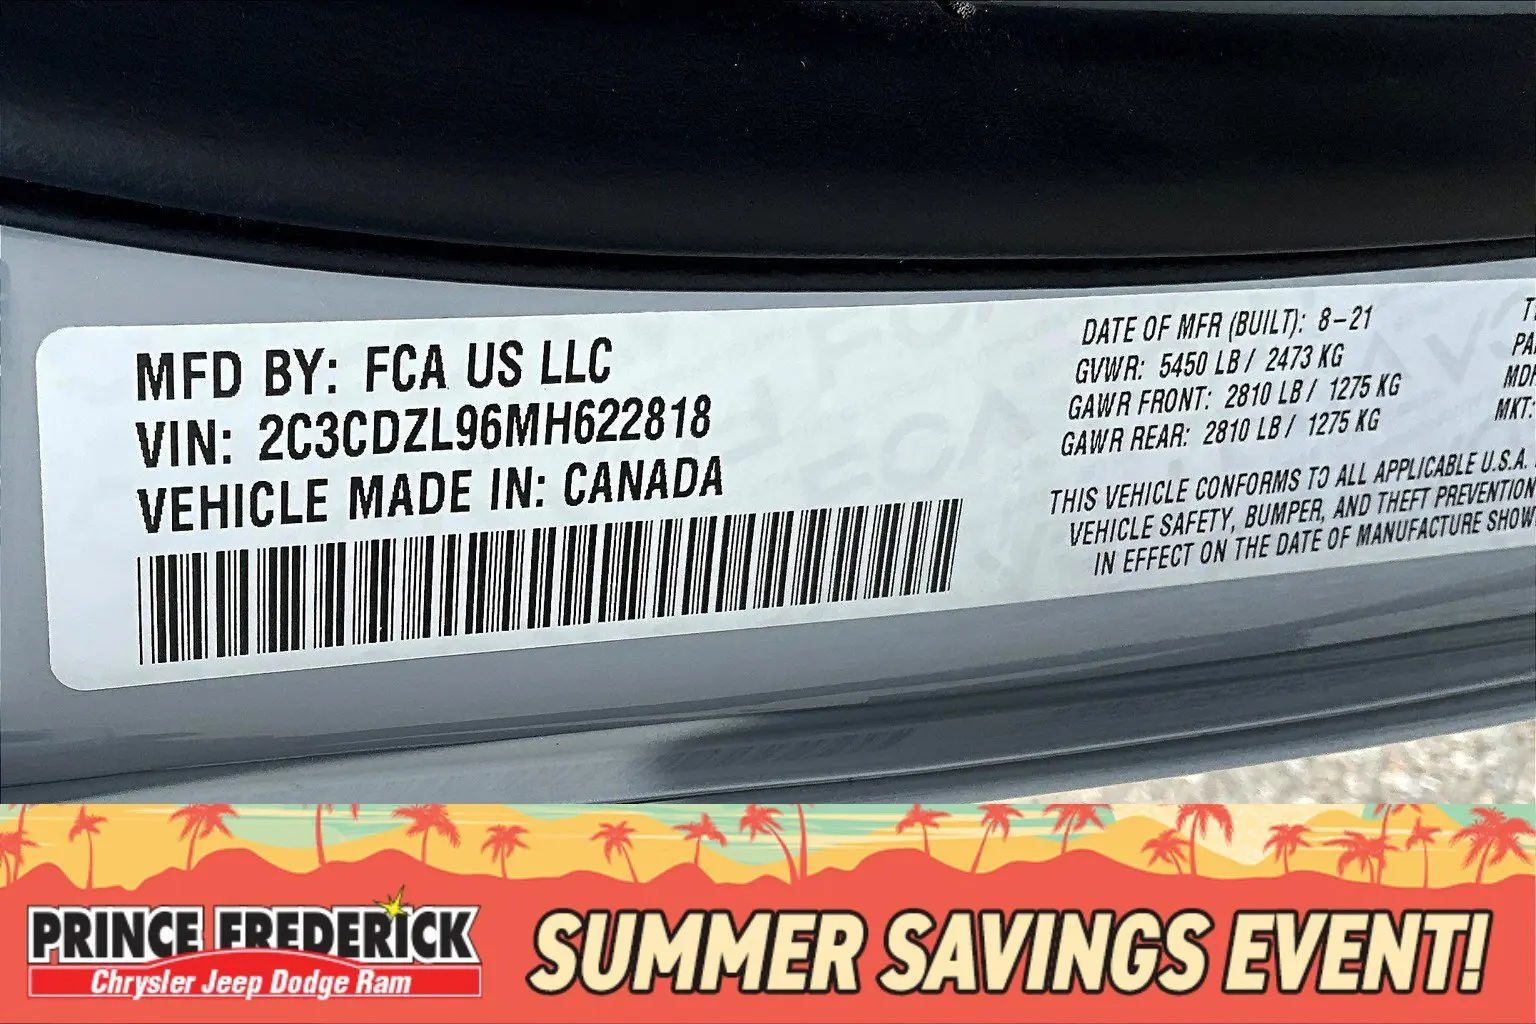 MFD BY: FCA US LLC
VIN: 2C3CDZL96MH622818
VEHICLE MADE IN: CANADA
DATE OF MFR (BUILT): 8-21
GVWR: 5450 LB / 2473 KG
GAWR FRONT: 2810 LB / 1275 KG
GAWR REAR: 2810 LB / 1275 KG
THIS VEHICLE CONFORMS TO ALL APPLICABLE U.S.A.
VEHICLE SAFETY, BUMPER, AND THEFT PREVENTION
IN EFFECT ON THE DATE OF MANUFACTURE SHOW
MKT:
PRINCE FREDERICK
Chrysler Jeep Dodge Ram
SUMMER SAVINGS EVENT!